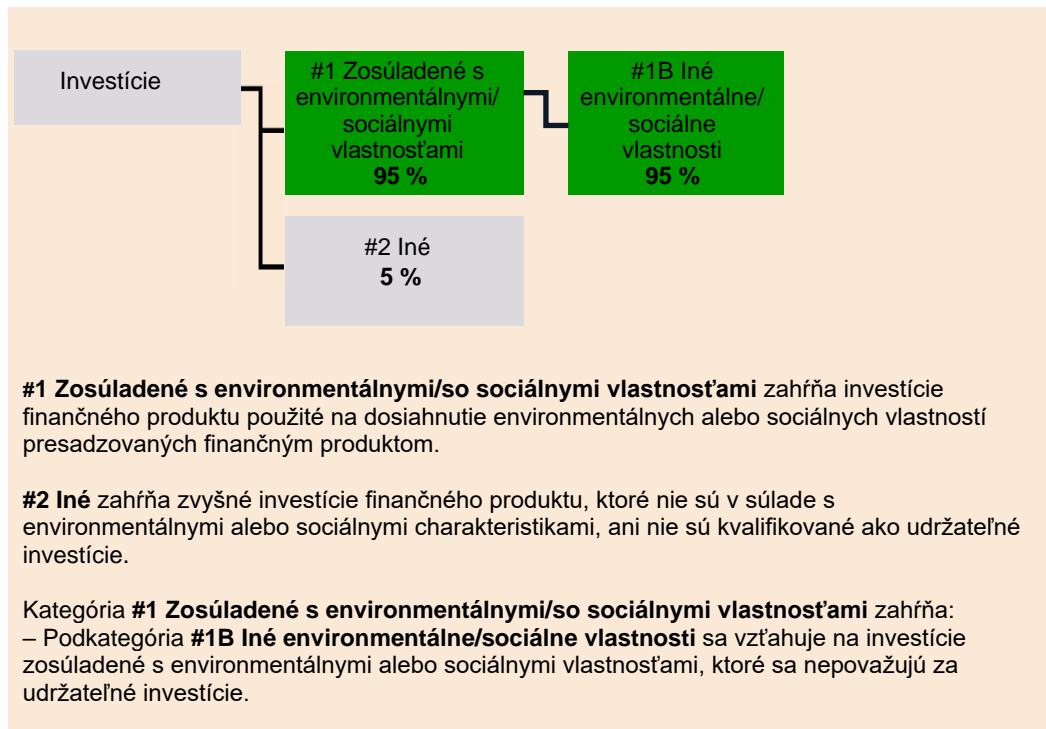 Investície
#1 Zosúladené s
environmentálnymi/
sociálnymi
vlastnosťami
95 %
#1B Iné
environmentálne/
sociálne
vlastnosti
95 %
#2 Iné
5 %
#1 Zosúladené s environmentálnymi/so sociálnymi vlastnosťami zahŕňa investície
finančného produktu použité na dosiahnutie environmentálnych alebo sociálnych vlastností
presadzovaných finančným produktom.
#2 Iné zahŕňa zvyšné investície finančného produktu, ktoré nie sú v súlade s
environmentálnymi alebo sociálnymi charakteristikami, ani nie sú kvalifikované ako udržateľné
investície.
Kategória #1 Zosúladené s environmentálnymi/so sociálnymi vlastnosťami zahŕňa:
– Podkategória #1B Iné environmentálne/sociálne vlastnosti sa vzťahuje na investície
zosúladené s environmentálnymi alebo sociálnymi vlastnosťami, ktoré sa nepovažujú za
udržateľné investície.